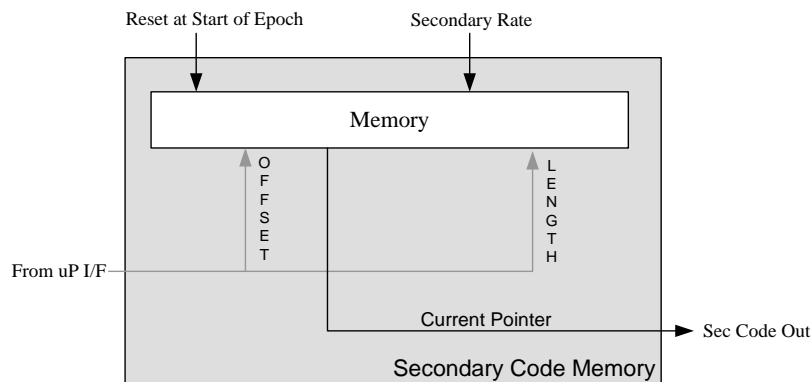 Reset at Start of Epoch
Secondary Rate
Memory
OFFSET
LENGTH
From uP I/F
Current Pointer
Sec Code Out
Secondary Code Memory